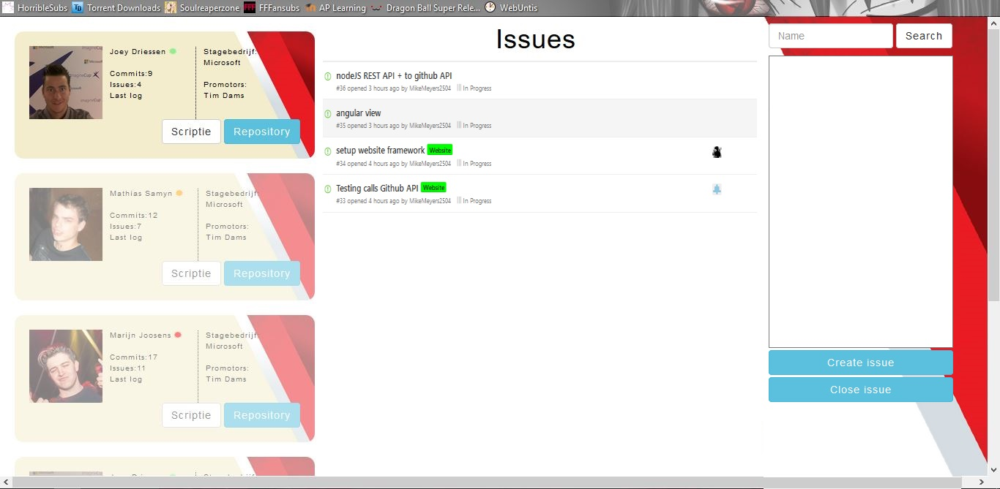 HorribleSubs Torrent Downloads Soulreaperzone FFFansubs AP Learning Dragon Ball Super Rele... WebUntis
Joey Driessen
Commits:9
Issues:4
Last log
Stagebedrijf:
Microsoft
Promotors:
Tim Dams
Scriptie Repository
Mathias Samyn
Commits:12
Issues:7
Last log
Stagebedrijf:
Microsoft
Promotors:
Tim Dams
Scriptie Repository
Marijn Joosens
Commits:17
Issues:11
Last log
Stagebedrijf:
Microsoft
Promotors:
Tim Dams
Scriptie Repository
Issues
nodeJS REST API + to github API
#36 opened 3 hours ago by MikeMeyers2504 In Progress
angular view
#35 opened 3 hours ago by MikeMeyers2504 In Progress
setup website framework Website
#34 opened 4 hours ago by MikeMeyers2504 In Progress
Testing calls Github API Website
#33 opened 4 hours ago by MikeMeyers2504 In Progress
Name Search
Create issue
Close issue